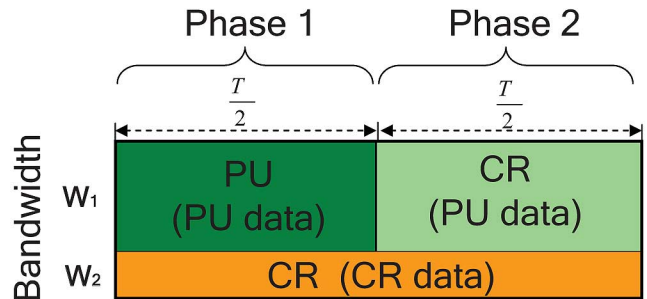 Phase 1 Phase 2
T/2 T/2
Bandwidth
W1
PU
(PU data)
CR
(PU data)
W2
CR (CR data)